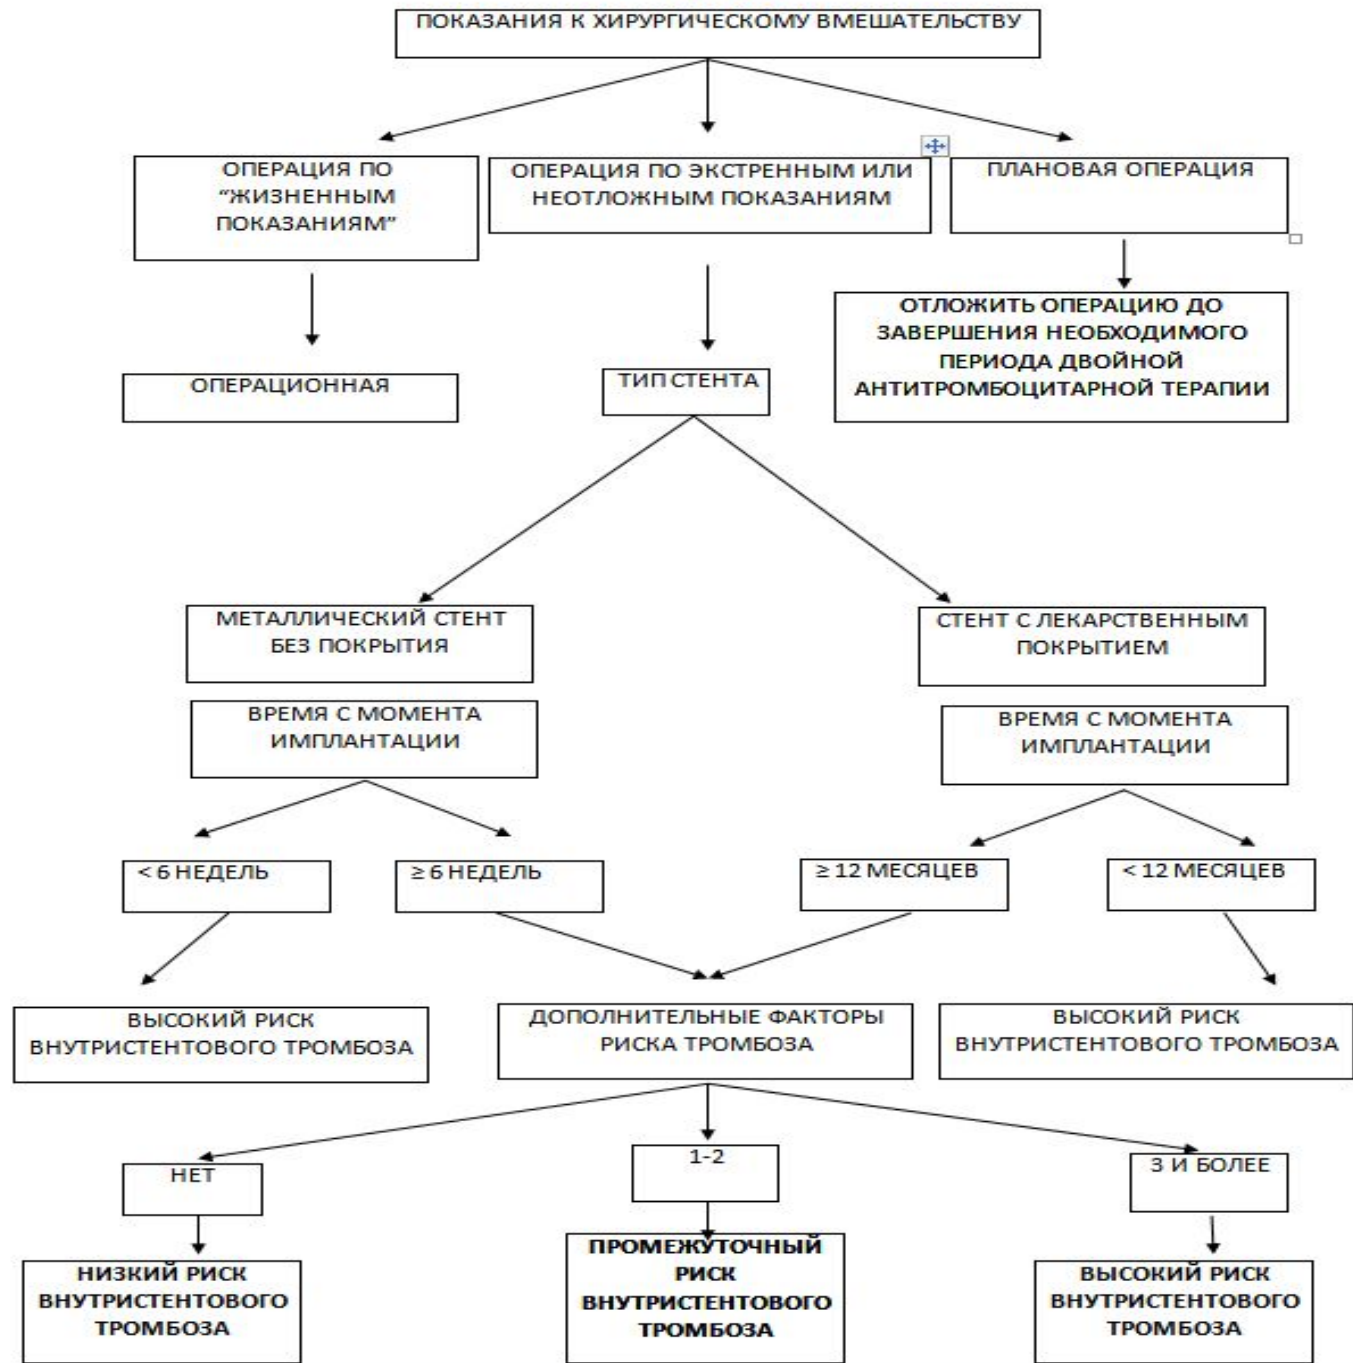 ПОКАЗАНИЯ К ХИРУРГИЧЕСКОМУ ВМЕШАТЕЛЬСТВУ
ОПЕРАЦИЯ ПО
“ЖИЗНЕННЫМ
ПОКАЗАНИЯМ”
ОПЕРАЦИЯ ПО ЭКСТРЕННЫМ ИЛИ
НЕОТЛОЖНЫМ ПОКАЗАНИЯМ
ПЛАНОВАЯ ОПЕРАЦИЯ
ОПЕРАЦИОННАЯ
ТИП СТЕНТА
ОТЛОЖИТЬ ОПЕРАЦИЮ ДО
ЗАВЕРШЕНИЯ НЕОБХОДИМОГО
ПЕРИОДА ДВОЙНОЙ
АНТИТРОМБОЦИТАРНОЙ ТЕРАПИИ
МЕТАЛЛИЧЕСКИЙ СТЕНТ
БЕЗ ПОКРЫТИЯ
СТЕНТ С ЛЕКАРСТВЕННЫМ
ПОКРЫТИЕМ
ВРЕМЯ С МОМЕНТА
ИМПЛАНТАЦИИ
ВРЕМЯ С МОМЕНТА
ИМПЛАНТАЦИИ
< 6 НЕДЕЛЬ
≥ 6 НЕДЕЛЬ
≥ 12 МЕСЯЦЕВ
< 12 МЕСЯЦЕВ
ВЫСОКИЙ РИСК
ВНУТРИСТЕНТОВОГО ТРОМБОЗА
ДОПОЛНИТЕЛЬНЫЕ ФАКТОРЫ
РИСКА ТРОМБОЗА
ВЫСОКИЙ РИСК
ВНУТРИСТЕНТОВОГО ТРОМБОЗА
НЕТ
1-2
3 И БОЛЕЕ
НИЗКИЙ РИСК
ВНУТРИСТЕНТОВОГО
ТРОМБОЗА
ПРОМЕЖУТОЧНЫЙ
РИСК
ВНУТРИСТЕНТОВОГО
ТРОМБОЗА
ВЫСОКИЙ РИСК
ВНУТРИСТЕНТОВОГО
ТРОМБОЗА